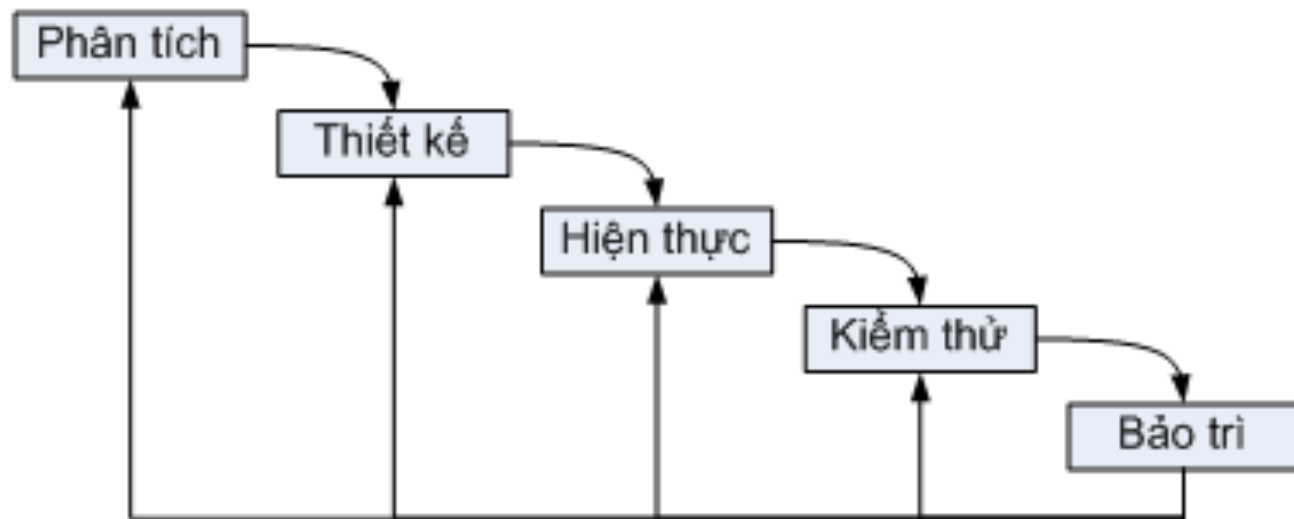 Phân tích
Thiết kế
Hiện thực
Kiểm thử
Bảo trì